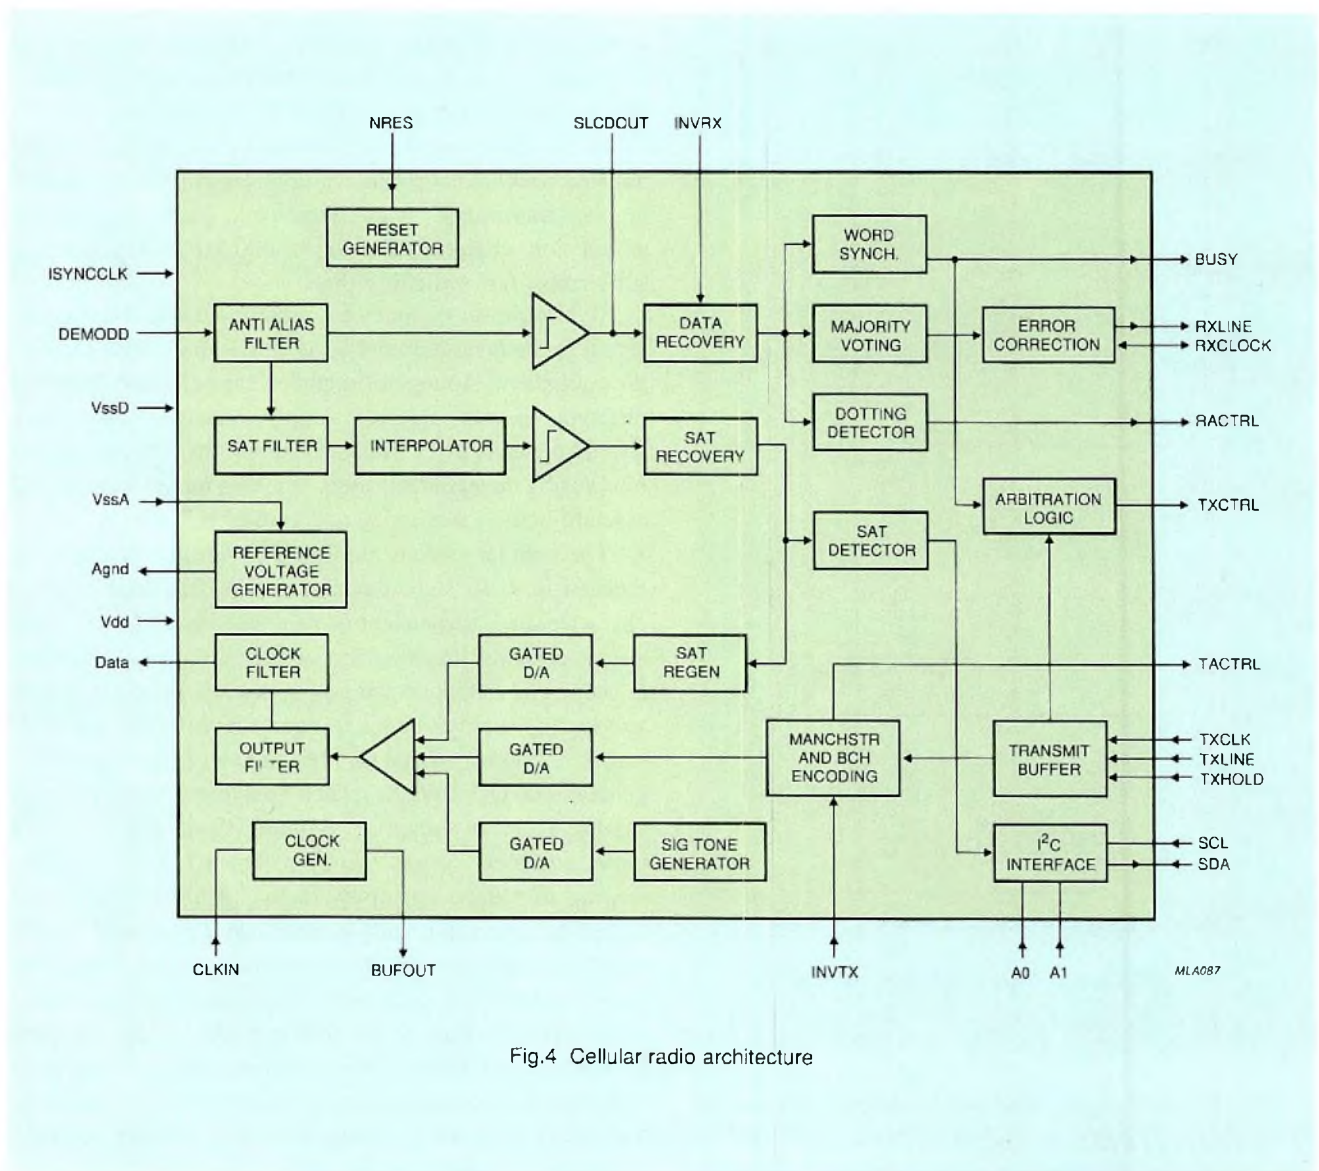 NRES
SLCDOUT
INVRX
RESET
GENERATOR
WORD
SYNCH.
ISYNCCLK
BUSY
DEMODD
ANTI ALIAS
FILTER
DATA
RECOVERY
MAJORITY
VOTING
ERROR
CORRECTION
RXLINE
RXCLOCK
VssD
SAT FILTER
INTERPOLATOR
SAT
RECOVERY
DOTTING
DETECTOR
RACTRL
VssA
ARBITRATION
LOGIC
TXCTRL
REFERENCE
VOLTAGE
GENERATOR
SAT
DETECTOR
Agnd
Vdd
Data
CLOCK
FILTER
GATED
D/A
SAT
REGEN
TACTRL
OUTPUT
FILTER
GATED
D/A
MANCHSTR
AND BCH
ENCODING
TRANSMIT
BUFFER
TXCLK
TXLINE
TXHOLD
CLOCK
GEN.
GATED
D/A
SIG TONE
GENERATOR
I²C
INTERFACE
SCL
SDA
CLKIN
BUFOUT
INVTX
A0
A1
MLA087
Fig.4 Cellular radio architecture